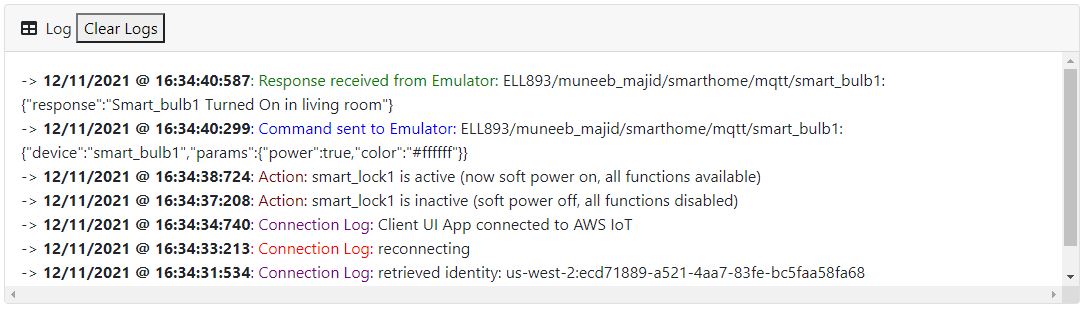 Log Clear Logs
-> 12/11/2021 @ 16:34:40:587: Response received from Emulator: ELL893/muneeb_majid/smarthome/mqtt/smart_bulb1:
{"response":"Smart_bulb1 Turned On in living room"}
-> 12/11/2021 @ 16:34:40:299: Command sent to Emulator: ELL893/muneeb_majid/smarthome/mqtt/smart_bulb1:
{"device":"smart_bulb1","params":{"power":true,"color":"#ffffff"}}
-> 12/11/2021 @ 16:34:38:724: Action: smart_lock1 is active (now soft power on, all functions available)
-> 12/11/2021 @ 16:34:37:208: Action: smart_lock1 is inactive (soft power off, all functions disabled)
-> 12/11/2021 @ 16:34:34:740: Connection Log: Client UI App connected to AWS IoT
-> 12/11/2021 @ 16:34:33:213: Connection Log: reconnecting
-> 12/11/2021 @ 16:34:31:534: Connection Log: retrieved identity: us-west-2:ecd71889-a521-4aa7-83fe-bc5faa58fa68